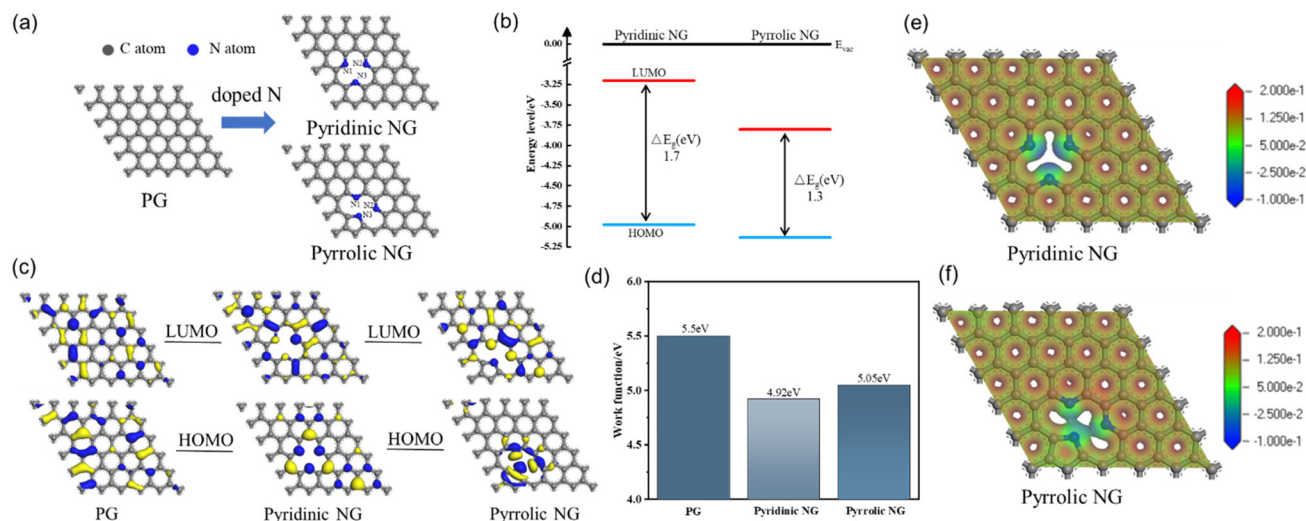 (a)
C atom
N atom
doped N
PG
N1
N2
N3
Pyridinic NG
N1
N2
N3
Pyrrolic NG
(b)
Energy level/eV
0.00
-3.25
-3.50
-3.75
-4.00
-4.25
-4.50
-4.75
-5.00
-5.25
Pyridinic NG
Pyrrolic NG
Evac
LUMO
△Eg(eV)
1.7
△Eg(eV)
1.3
HOMO
(c)
LUMO
LUMO
HOMO
HOMO
PG
Pyridinic NG
Pyrrolic NG
(d)
Work function/eV
6.0
5.5
5.0
4.5
4.0
5.5eV
4.92eV
5.05eV
PG
Pyridinic NG
Pyrrolic NG
(e)
2.000e-1
1.250e-1
5.000e-2
-2.500e-2
-1.000e-1
Pyridinic NG
(f)
2.000e-1
1.250e-1
5.000e-2
-2.500e-2
-1.000e-1
Pyrrolic NG